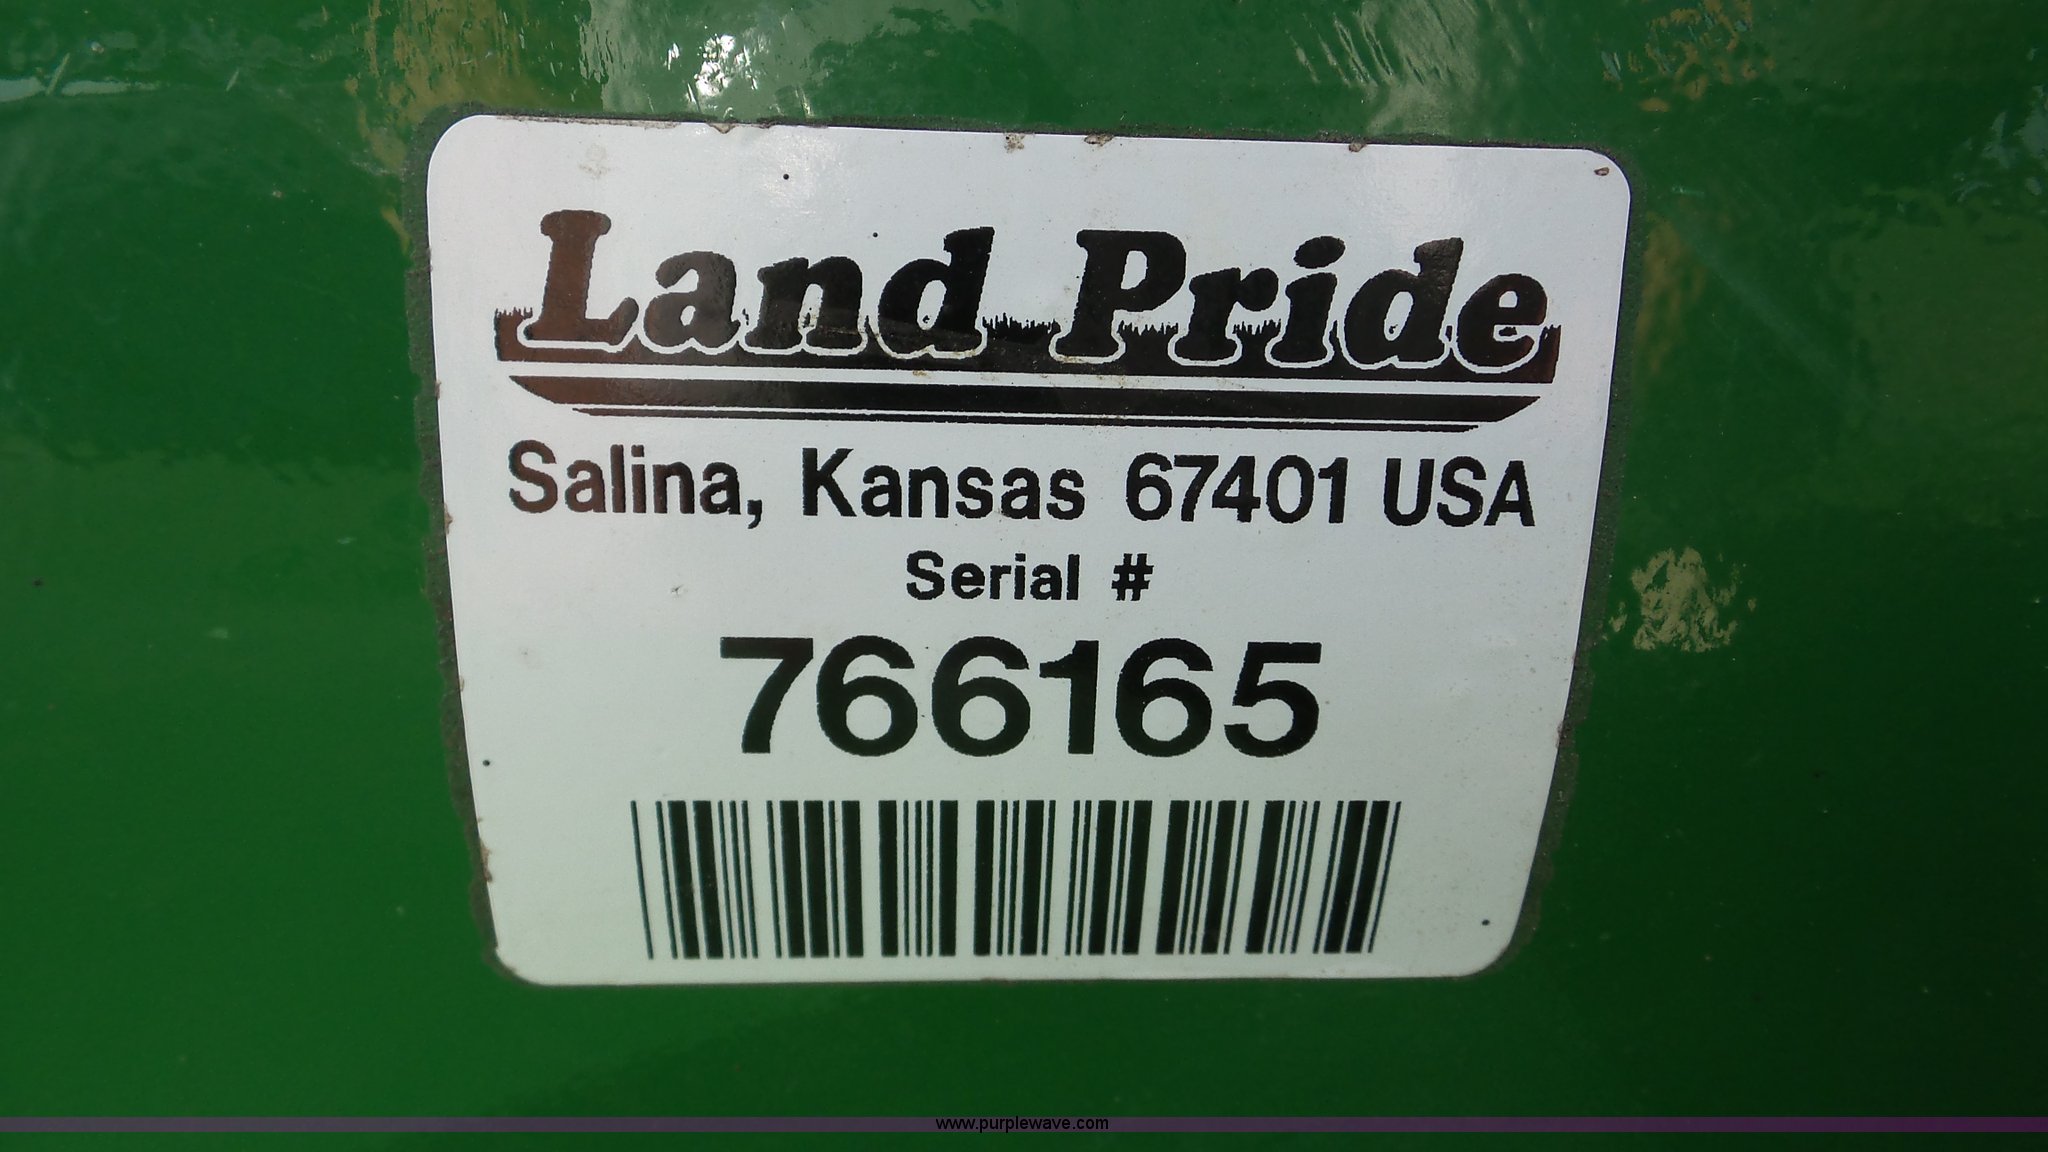 Land Pride
Salina, Kansas 67401 USA
Serial #
766165
www.purplewave.com